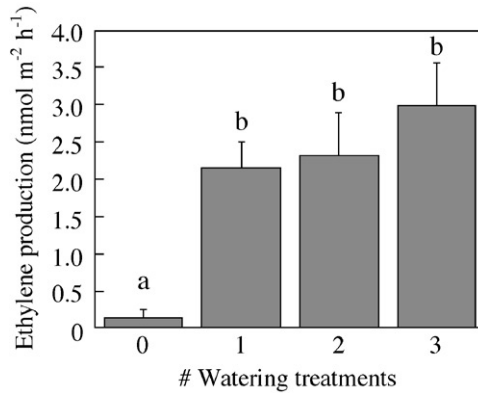 Ethylene production (nmol m⁻² h⁻¹)
4.0
3.5
3.0
2.5
2.0
1.5
1.0
0.5
0
a
b
b
b
0 1 2 3
# Watering treatments